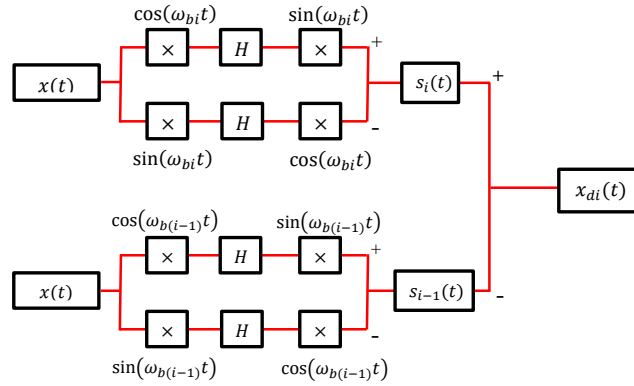 cos(ω_{bi}t) sin(ω_{bi}t)
× H × +
x(t) s_i(t) +
× H × -
sin(ω_{bi}t) cos(ω_{bi}t)
x_{di}(t)
cos(ω_{b(i−1)}t) sin(ω_{b(i−1)}t)
× H × +
x(t) s_{i−1}(t) -
× H × -
sin(ω_{b(i−1)}t) cos(ω_{b(i−1)}t)